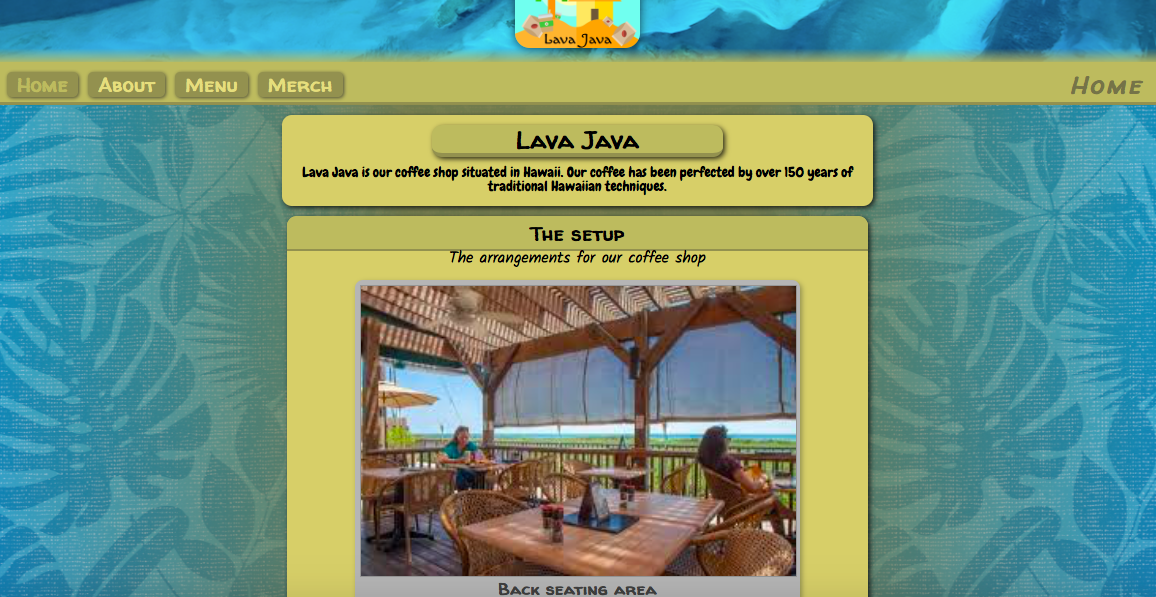 Lava Java
Home
About
Menu
Merch
Home
Lava Java
Lava Java is our coffee shop situated in Hawaii. Our coffee has been perfected by over 150 years of
traditional Hawaiian techniques.
The setup
The arrangements for our coffee shop
Back seating area